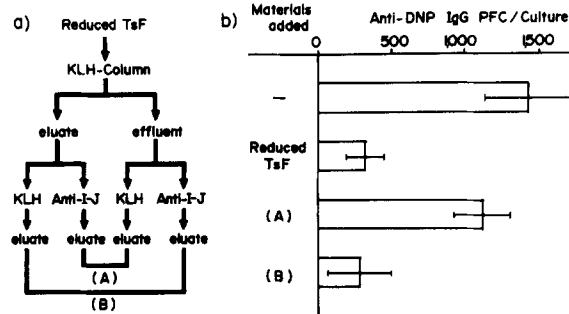 a)
Reduced TsF
KLH-Column
eluate effluent
KLH Anti-I-J KLH Anti-I-J
eluate eluate eluate eluate
(A)
(B)
b) Materials added
Anti-DNP IgG PFC/Culture
0 500 1000 1500
—
Reduced TsF
(A)
(B)